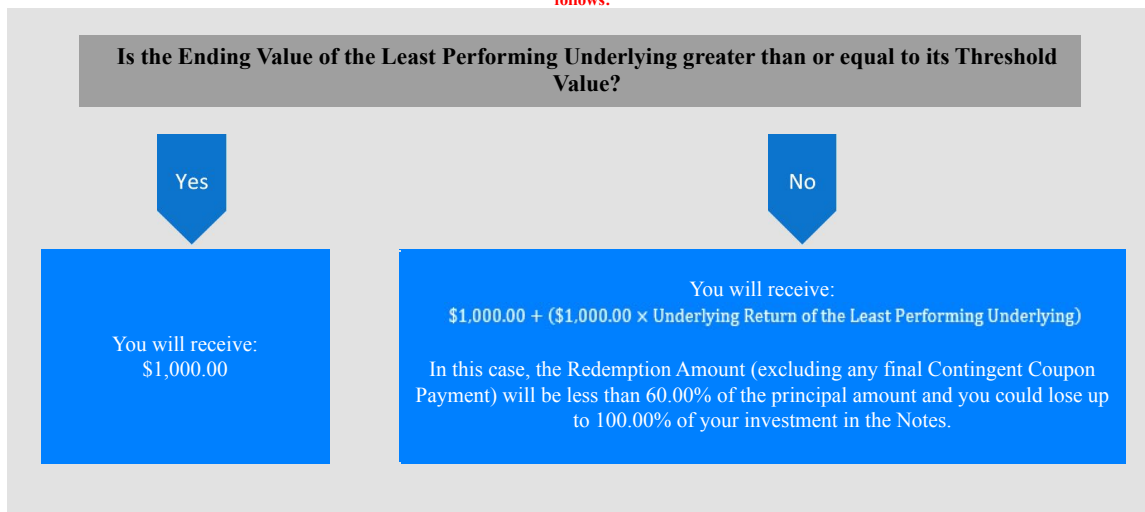 follows:
Is the Ending Value of the Least Performing Underlying greater than or equal to its Threshold
Value?
Yes
No
You will receive:
$1,000.00
You will receive:
$1,000.00 + ($1,000.00 × Underlying Return of the Least Performing Underlying)
In this case, the Redemption Amount (excluding any final Contingent Coupon
Payment) will be less than 60.00% of the principal amount and you could lose up
to 100.00% of your investment in the Notes.